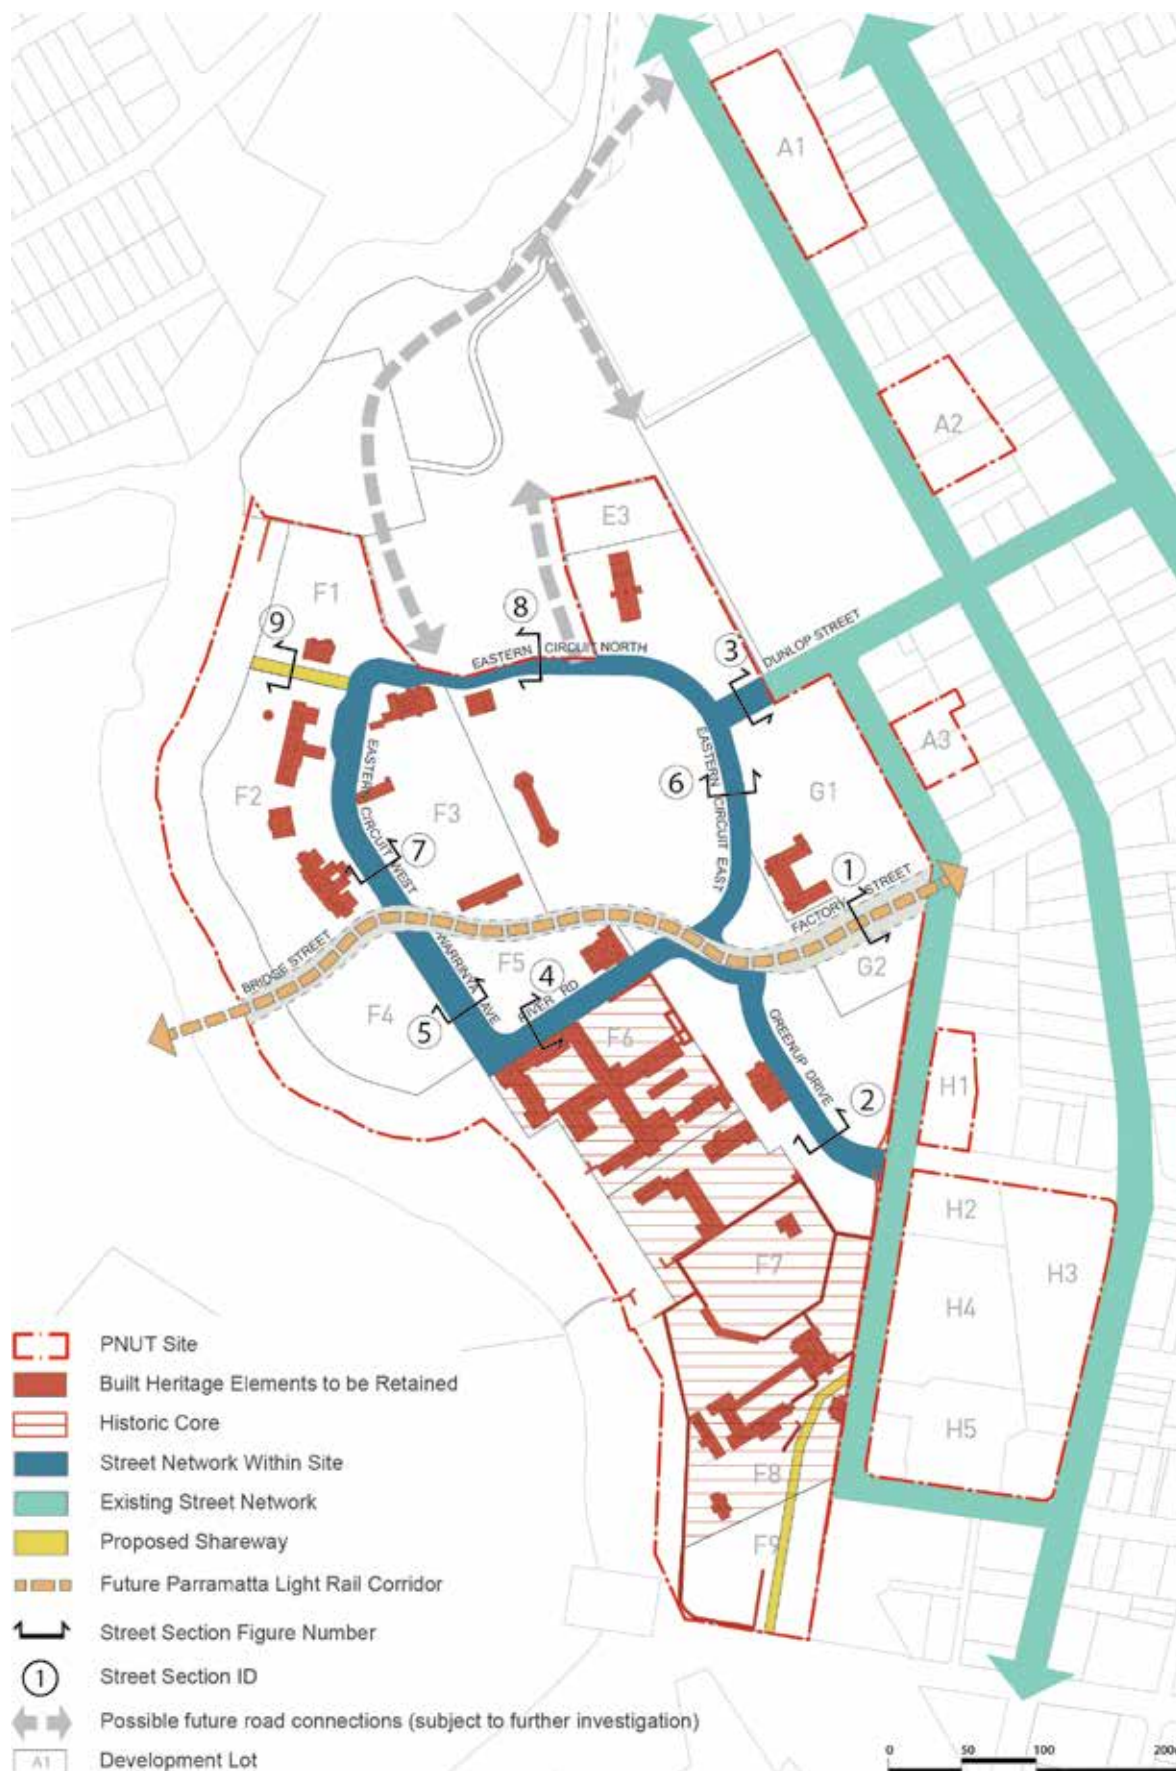 A1
A2
E3
F1
8
9
EASTERN CIRCUIT NORTH
3
DUNLOP STREET
A3
EASTERN CIRCUIT WEST
F2
F3
6
EASTERN CIRCUIT EAST
G1
7
1
FACTORY STREET
BRIDGE STREET
WARRINYA AVE
F5
4
RIVER RD
G2
F4
5
F6
GREENUP DRIVE
H1
2
H2
H3
F7
H4
H5
F8
F9
PNUT Site
Built Heritage Elements to be Retained
Historic Core
Street Network Within Site
Existing Street Network
Proposed Shareway
Future Parramatta Light Rail Corridor
Street Section Figure Number
1 Street Section ID
Possible future road connections (subject to further investigation)
A1 Development Lot
0 50 100 200